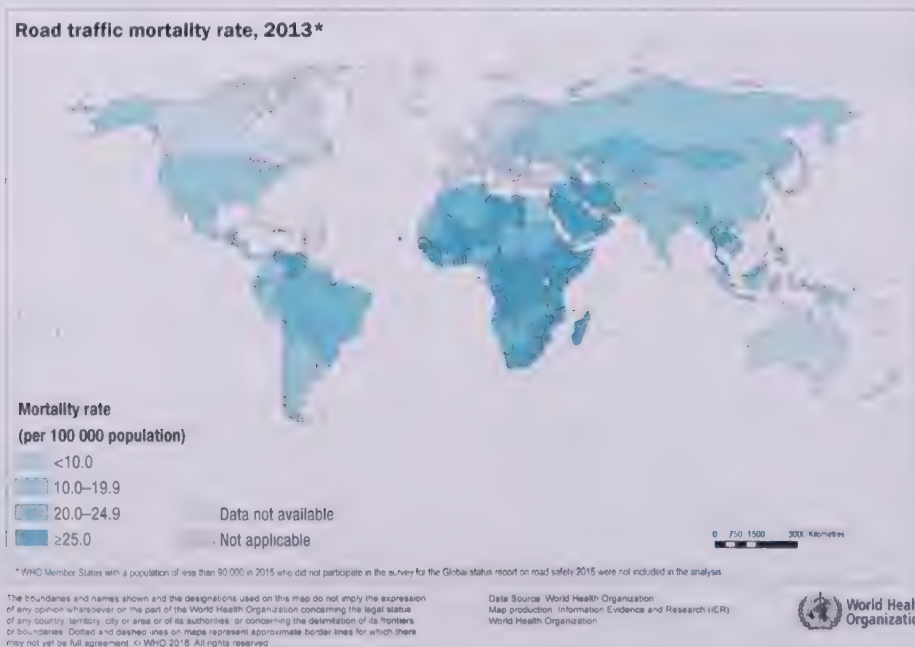 Road traffic mortality rate, 2013*
Mortality rate
(per 100 000 population)
<10.0
10.0–19.9
20.0–24.9
≥25.0
Data not available
Not applicable
0 750 1500 Kilometres
* WHO Member States with a population of less than 90 000 in 2015 who did not participate in the survey for the Global status report on road safety 2015 were not included in the analysis
The boundaries and names shown and the designations used on this map do not imply the expression
of any opinion whatsoever on the part of the World Health Organization concerning the legal status
of any country, territory, city or area or of its authorities, or concerning the delimitation of its frontiers
or boundaries. Dotted and dashed lines on maps represent approximate border lines for which there
may not yet be full agreement. © WHO 2016. All rights reserved
Data Source: World Health Organization
Map production: Information Evidence and Research (IER)
World Health Organization
World Heal
Organizatio